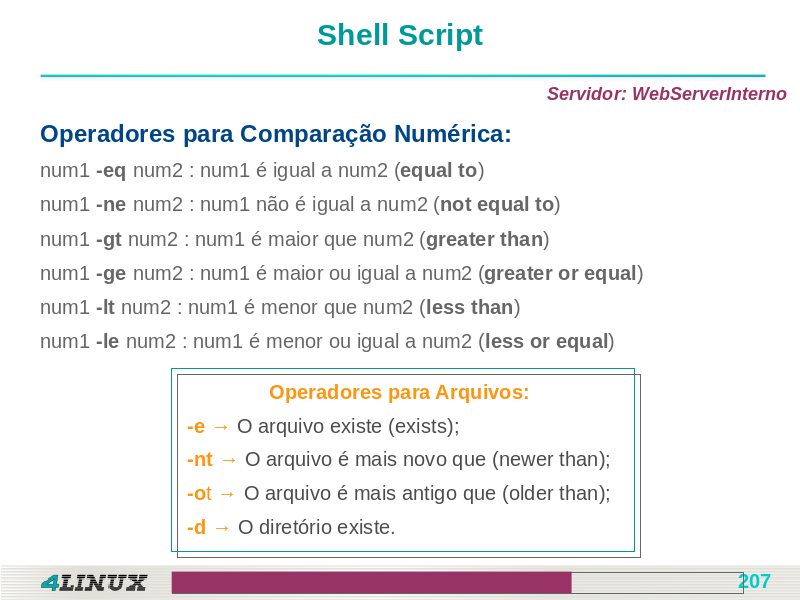 Shell Script
Servidor: WebServerInterno
Operadores para Comparação Numérica:
num1 -eq num2 : num1 é igual a num2 (equal to)
num1 -ne num2 : num1 não é igual a num2 (not equal to)
num1 -gt num2 : num1 é maior que num2 (greater than)
num1 -ge num2 : num1 é maior ou igual a num2 (greater or equal)
num1 -lt num2 : num1 é menor que num2 (less than)
num1 -le num2 : num1 é menor ou igual a num2 (less or equal)
Operadores para Arquivos:
-e → O arquivo existe (exists);
-nt → O arquivo é mais novo que (newer than);
-ot → O arquivo é mais antigo que (older than);
-d → O diretório existe.
4LINUX
207